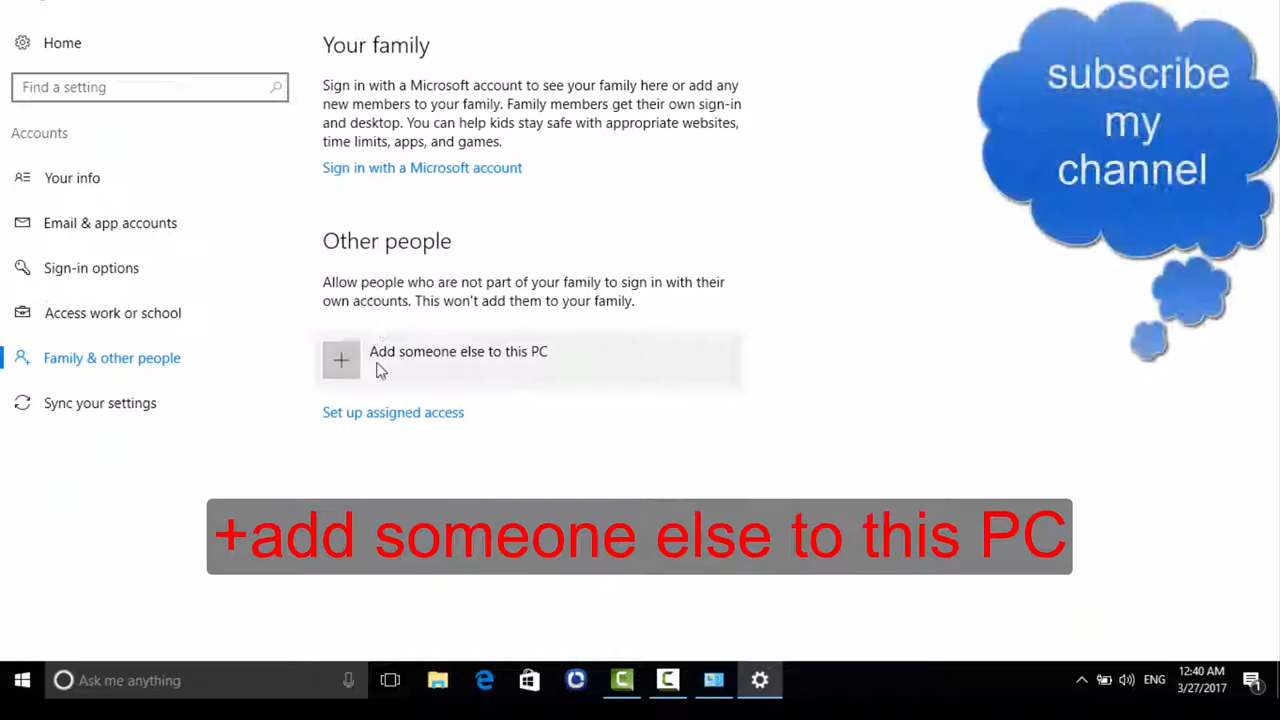 Home
Find a setting
Accounts
Your info
Email & app accounts
Sign-in options
Access work or school
Family & other people
Sync your settings
Your family
Sign in with a Microsoft account to see your family here or add any
new members to your family. Family members get their own sign-in
and desktop. You can help kids stay safe with appropriate websites,
time limits, apps, and games.
Sign in with a Microsoft account
Other people
Allow people who are not part of your family to sign in with their
own accounts. This won't add them to your family.
Add someone else to this PC
Set up assigned access
subscribe
my
channel
+add someone else to this PC
Ask me anything
ENG
12:40 AM
3/27/2017
1